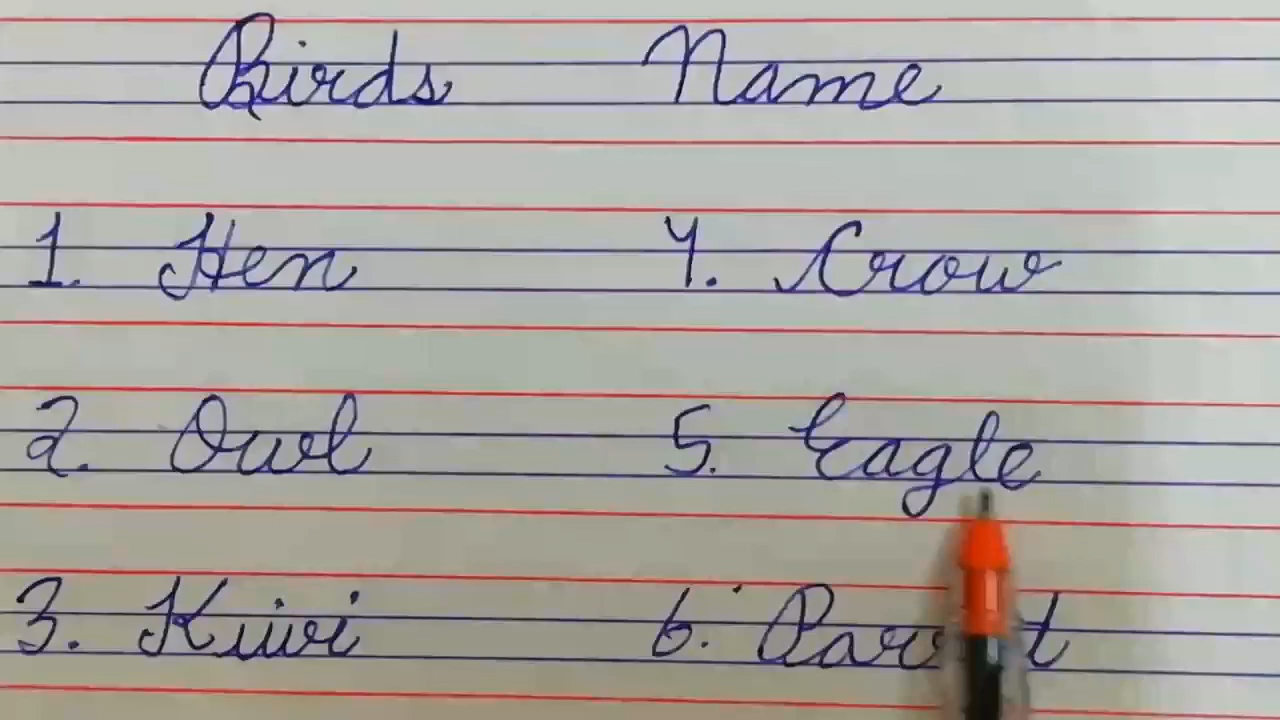 Birds Name
1. Hen
4. Crow
2. Owl
5. Eagle
3. Kiwi
6.